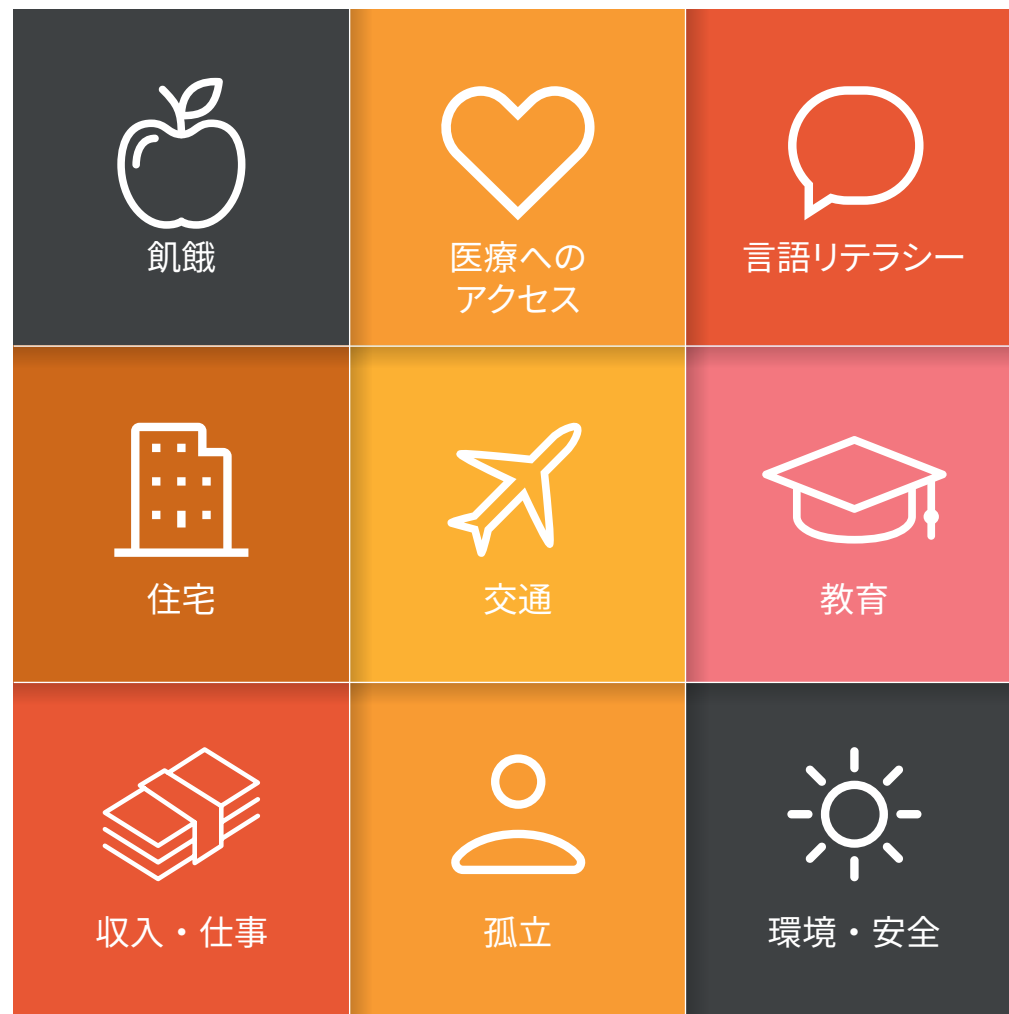 飢餓
医療への
アクセス
言語リテラシー
住宅
交通
教育
収入・仕事
孤立
環境・安全